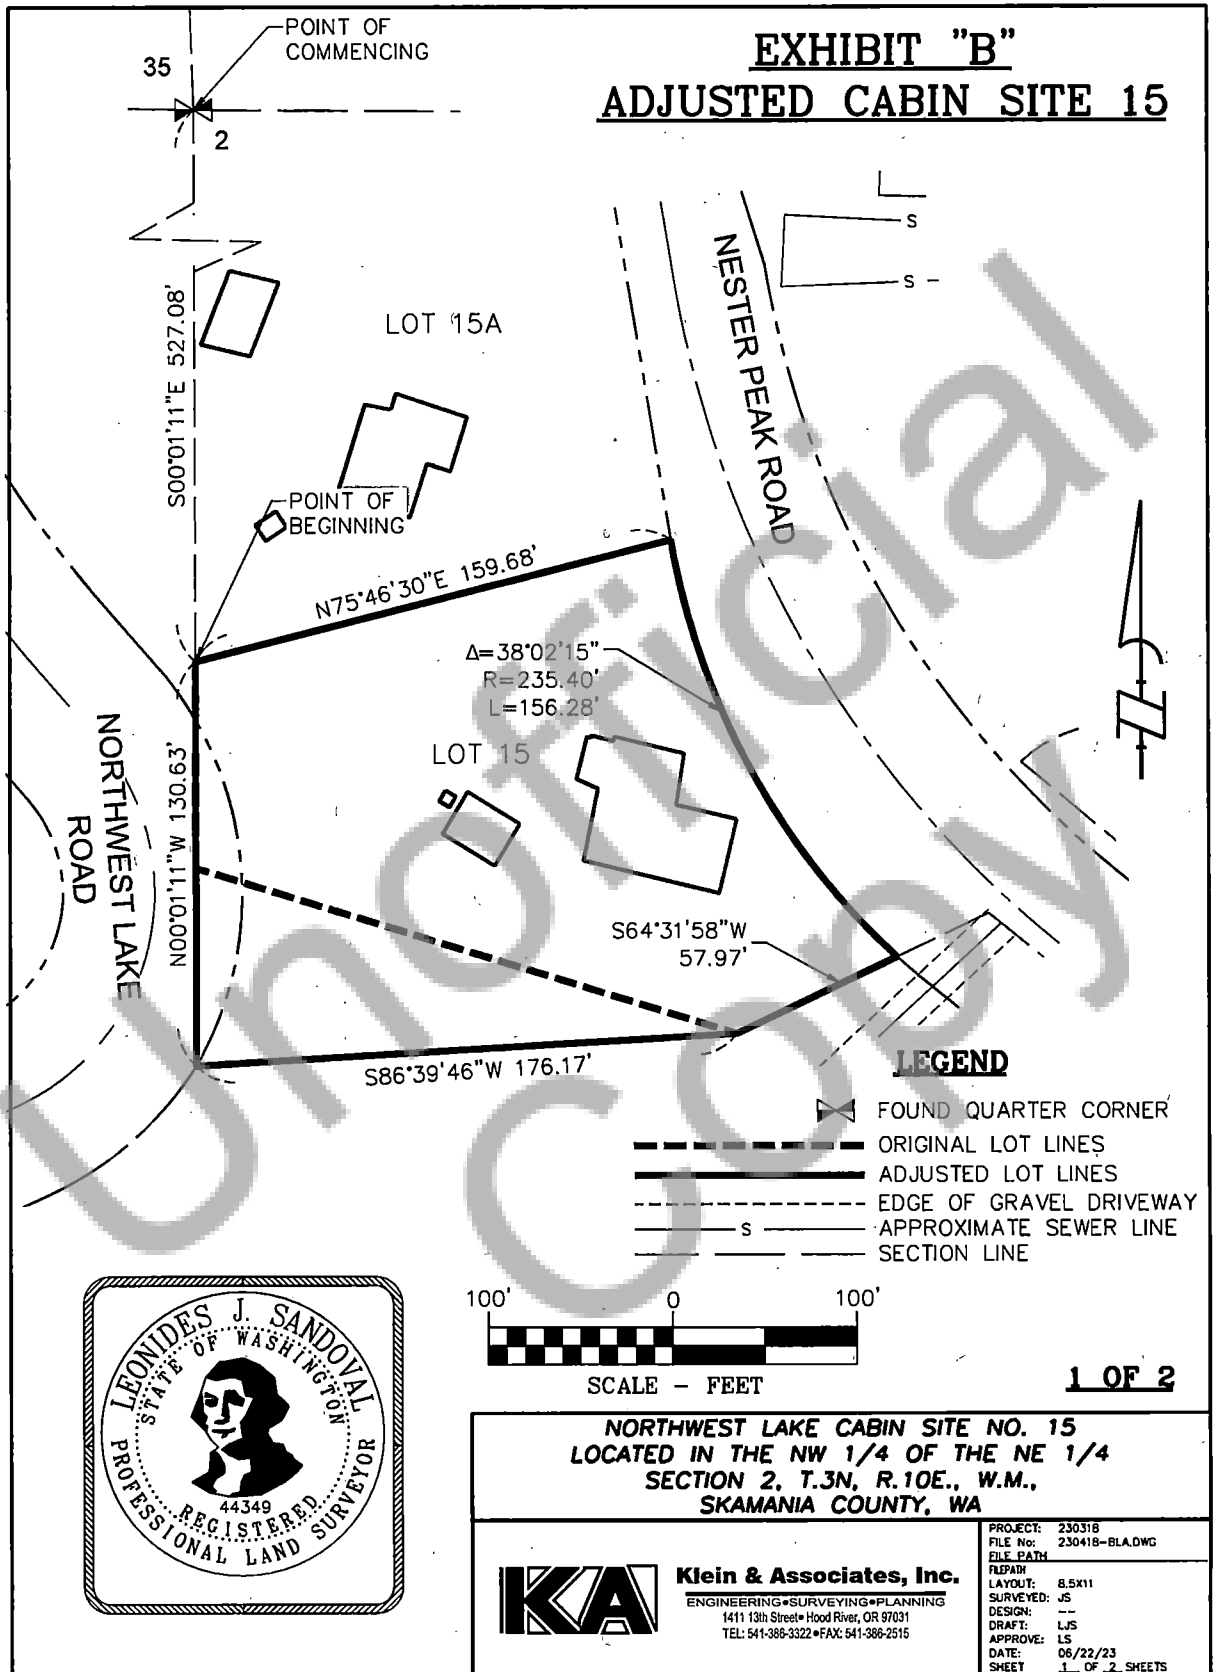 EXHIBIT "B"
ADJUSTED CABIN SITE 15
POINT OF
COMMENCING
35
2
S00°01'11"E 527.08'
LOT 15A
NESTER PEAK ROAD
S
S
POINT OF
BEGINNING
N75°46'30"E 159.68'
Δ=38°02'15"
R=235.40'
L=156.28'
LOT 15
NORTHWEST LAKE
ROAD
N00°01'11"W 130.63'
S64°31'58"W
57.97'
S86°39'46"W 176.17'
Unofficial
Copy
LEGEND
FOUND QUARTER CORNER
ORIGINAL LOT LINES
ADJUSTED LOT LINES
EDGE OF GRAVEL DRIVEWAY
S
APPROXIMATE SEWER LINE
SECTION LINE
100' 0 100'
SCALE - FEET
1 OF 2
LEONIDES J. SANDOVAL
STATE OF WASHINGTON
44349
REGISTERED
PROFESSIONAL LAND SURVEYOR
NORTHWEST LAKE CABIN SITE NO. 15
LOCATED IN THE NW 1/4 OF THE NE 1/4
SECTION 2, T.3N, R.10E., W.M.,
SKAMANIA COUNTY, WA
KA
Klein & Associates, Inc.
ENGINEERING•SURVEYING•PLANNING
1411 13th Street• Hood River, OR 97031
TEL: 541-386-3322•FAX: 541-386-2515
PROJECT: 230318
FILE No: 230418-BLA.DWG
FILE PATH
FILEPATH
LAYOUT: 8.5X11
SURVEYED: JS
DESIGN: --
DRAFT: LJS
APPROVE: LS
DATE: 06/22/23
SHEET 1 OF 2 SHEETS